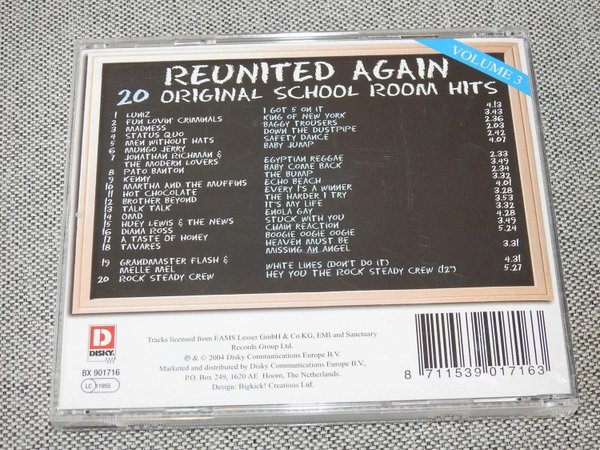 VOLUME 3
REUNITED AGAIN
20 ORIGINAL SCHOOL ROOM HITS
1 LUNIZ I GOT 5 ON IT 4.13
2 FUN LOVIN' CRIMINALS KING OF NEW YORK 3.43
3 MADNESS BAGGY TROUSERS 2.36
4 STATUS QUO DOWN THE DUSTPIPE 2.03
5 MEN WITHOUT HATS SAFETY DANCE 2.42
6 MUNGO JERRY BABY JUMP 4.07
7 JONATHAN RICHMAN &
THE MODERN LOVERS EGYPTIAN REGGAE 2.33
8 PATO BANTON BABY COME BACK 3.49
9 KENNY THE BUMP 2.34
10 MARTHA AND THE MUFFINS ECHO BEACH 3.32
11 HOT CHOCOLATE EVERY 1'S A WINNER 4.01
12 BROTHER BEYOND THE HARDER I TRY 3.28
13 TALK TALK IT'S MY LIFE 3.53
14 OMD ENOLA GAY 3.32
15 HUEY LEWIS & THE NEWS STUCK WITH YOU 4.28
16 DIANA ROSS CHAIN REACTION 3.49
17 A TASTE OF HONEY BOOGIE OOGIE OOGIE 5.24
18 TAVARES HEAVEN MUST BE
MISSING AN ANGEL 3.31
19 GRANDMASTER FLASH &
MELLE MEL WHITE LINES (DON'T DO IT) 4.31
20 ROCK STEADY CREW HEY YOU THE ROCK STEADY CREW (12") 5.27
D
DISKY
BX 901716
LC 11955
Tracks licensed from EAMS Lesser GmbH & Co KG, EMI and Sanctuary
Records Group Ltd.
℗ & © 2004 Disky Communications Europe B.V.
Marketed and distributed by Disky Communications Europe B.V.,
P.O. Box 249, 1620 AE Hoorn, The Netherlands.
Design: Bigkick! Creations Ltd.
8 711539 017163